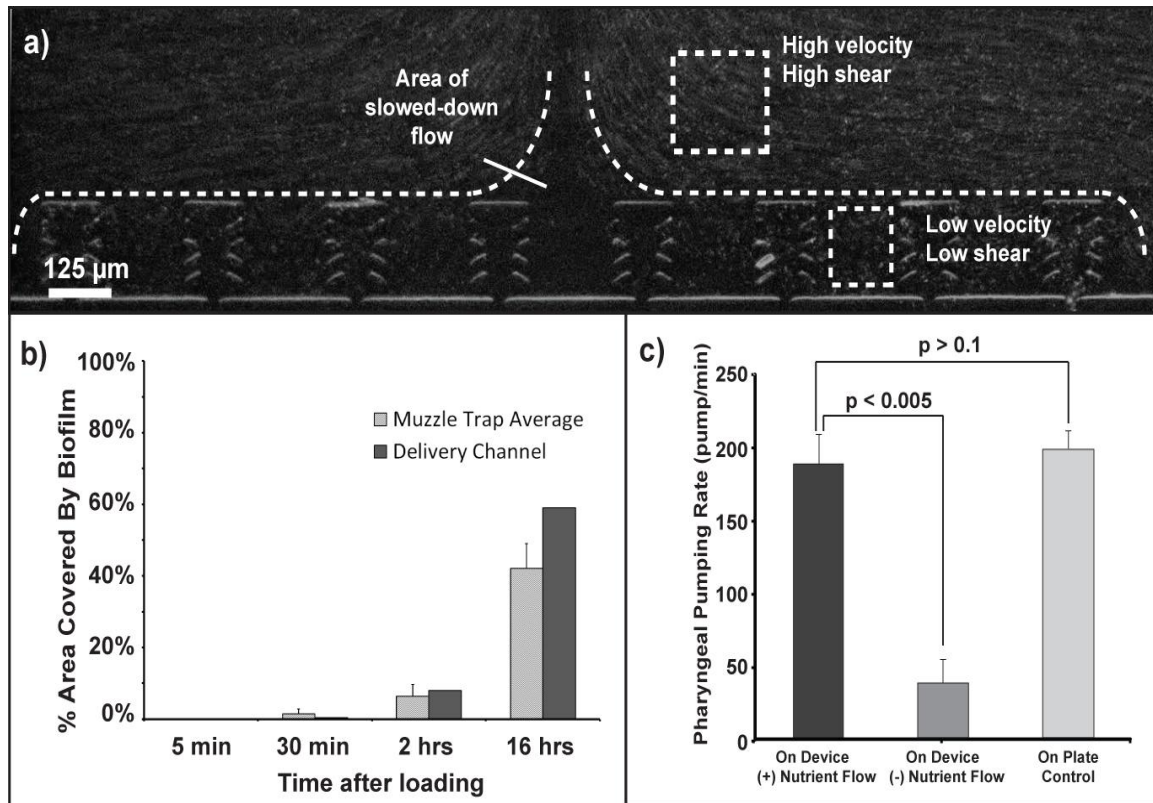 a)
Area of
slowed-down
flow
High velocity
High shear
Low velocity
Low shear
125 µm
b)
% Area Covered By Biofilm
100%
80%
60%
40%
20%
0%
Muzzle Trap Average
Delivery Channel
5 min 30 min 2 hrs 16 hrs
Time after loading
c)
Pharyngeal Pumping Rate (pump/min)
250
200
150
100
50
0
p > 0.1
p < 0.005
On Device
(+) Nutrient Flow
On Device
(-) Nutrient Flow
On Plate
Control